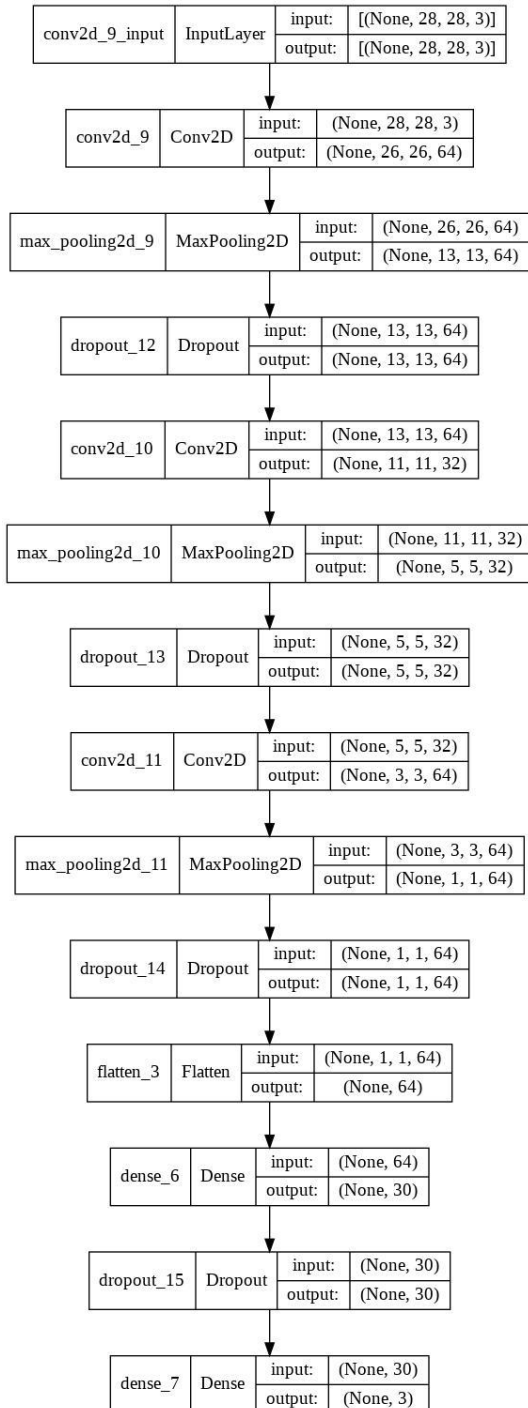 conv2d_9_input InputLayer input: [(None, 28, 28, 3)]
output: [(None, 28, 28, 3)]
conv2d_9 Conv2D input: (None, 28, 28, 3)
output: (None, 26, 26, 64)
max_pooling2d_9 MaxPooling2D input: (None, 26, 26, 64)
output: (None, 13, 13, 64)
dropout_12 Dropout input: (None, 13, 13, 64)
output: (None, 13, 13, 64)
conv2d_10 Conv2D input: (None, 13, 13, 64)
output: (None, 11, 11, 32)
max_pooling2d_10 MaxPooling2D input: (None, 11, 11, 32)
output: (None, 5, 5, 32)
dropout_13 Dropout input: (None, 5, 5, 32)
output: (None, 5, 5, 32)
conv2d_11 Conv2D input: (None, 5, 5, 32)
output: (None, 3, 3, 64)
max_pooling2d_11 MaxPooling2D input: (None, 3, 3, 64)
output: (None, 1, 1, 64)
dropout_14 Dropout input: (None, 1, 1, 64)
output: (None, 1, 1, 64)
flatten_3 Flatten input: (None, 1, 1, 64)
output: (None, 64)
dense_6 Dense input: (None, 64)
output: (None, 30)
dropout_15 Dropout input: (None, 30)
output: (None, 30)
dense_7 Dense input: (None, 30)
output: (None, 3)